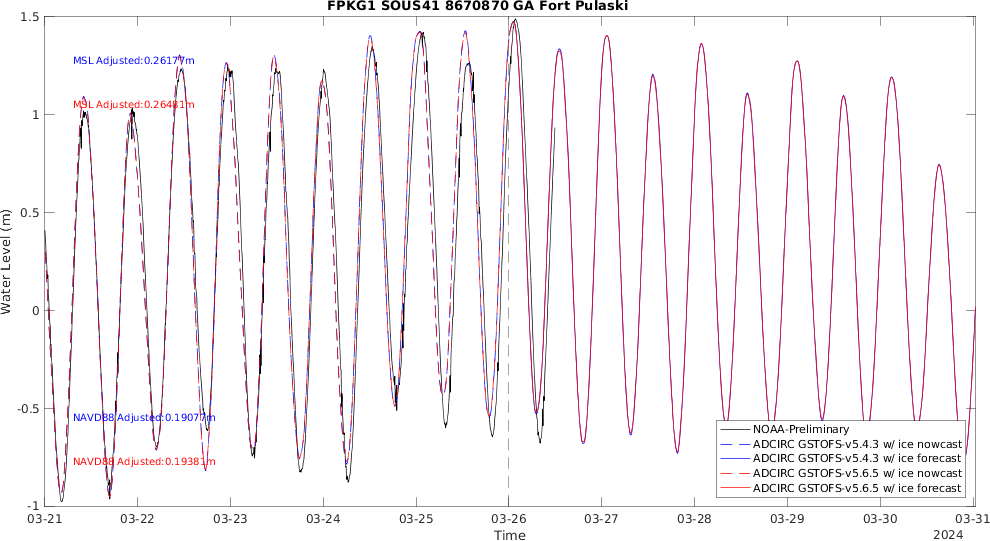 FPKG1 SOUS41 8670870 GA Fort Pulaski
Water Level (m)
1.5
1
0.5
0
-0.5
-1
MSL Adjusted:0.26177m
MSL Adjusted:0.26481m
NAVD88 Adjusted:0.19077m
NAVD88 Adjusted:0.19381m
NOAA-Preliminary
ADCIRC GSTOFS-v5.4.3 w/ ice nowcast
ADCIRC GSTOFS-v5.4.3 w/ ice forecast
ADCIRC GSTOFS-v5.6.5 w/ ice nowcast
ADCIRC GSTOFS-v5.6.5 w/ ice forecast
03-21 03-22 03-23 03-24 03-25 03-26 03-27 03-28 03-29 03-30 03-31
Time
2024